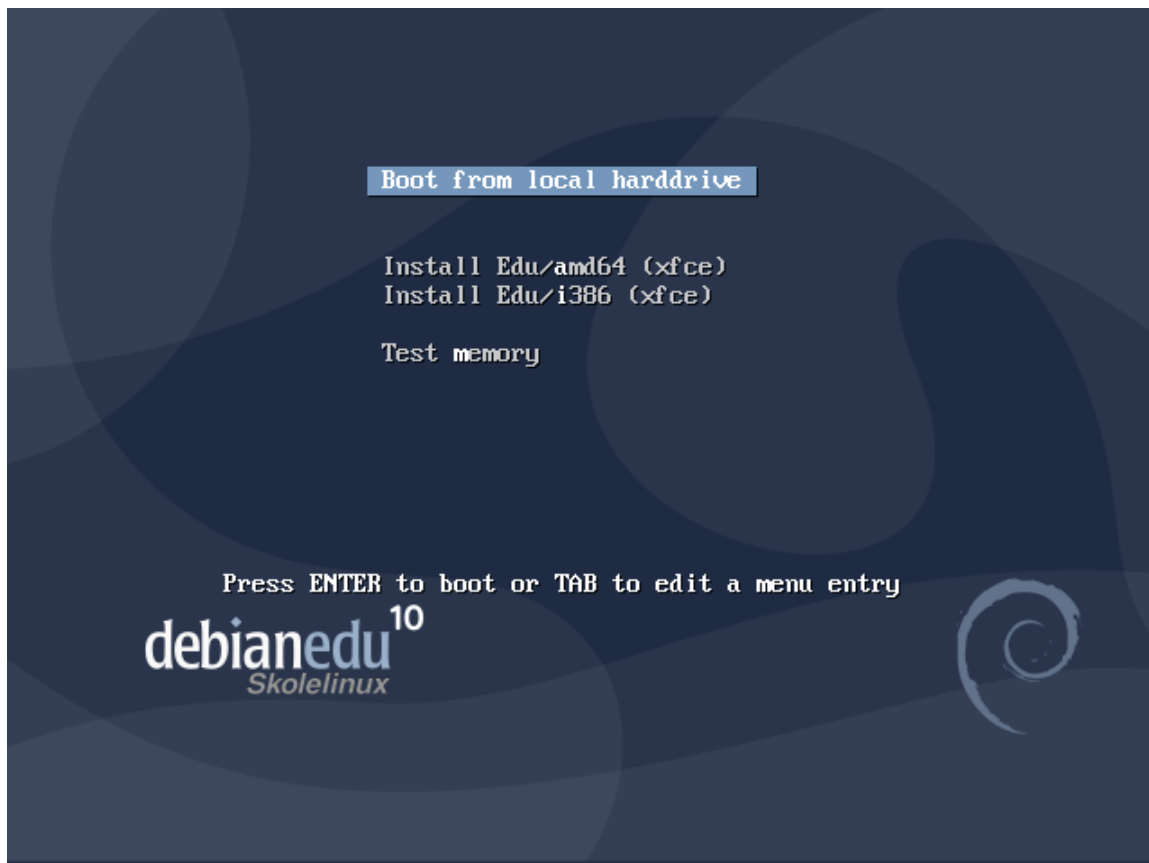 Boot from local harddrive
Install Edu/amd64 (xfce)
Install Edu/i386 (xfce)
Test memory
Press ENTER to boot or TAB to edit a menu entry
debianedu 10
Skolelinux